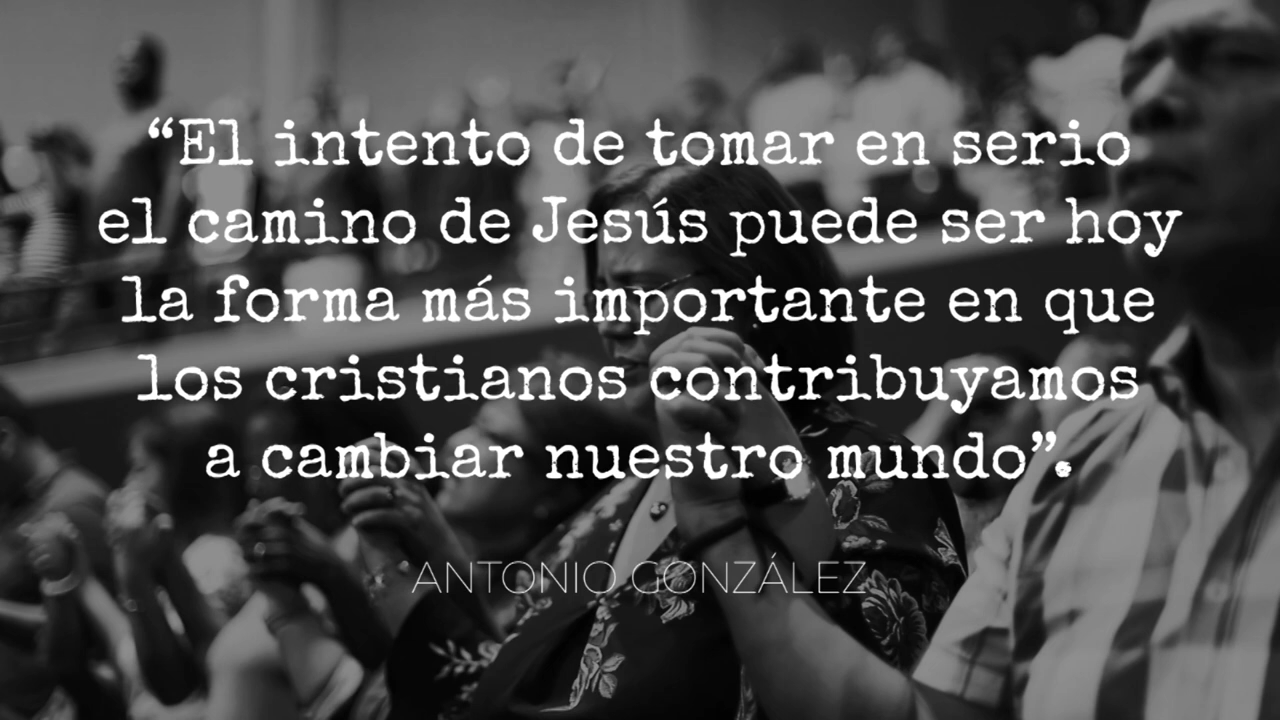 “El intento de tomar en serio
el camino de Jesús puede ser hoy
la forma más importante en que
los cristianos contribuyamos
a cambiar nuestro mundo”.
ANTONIO GONZÁLEZ